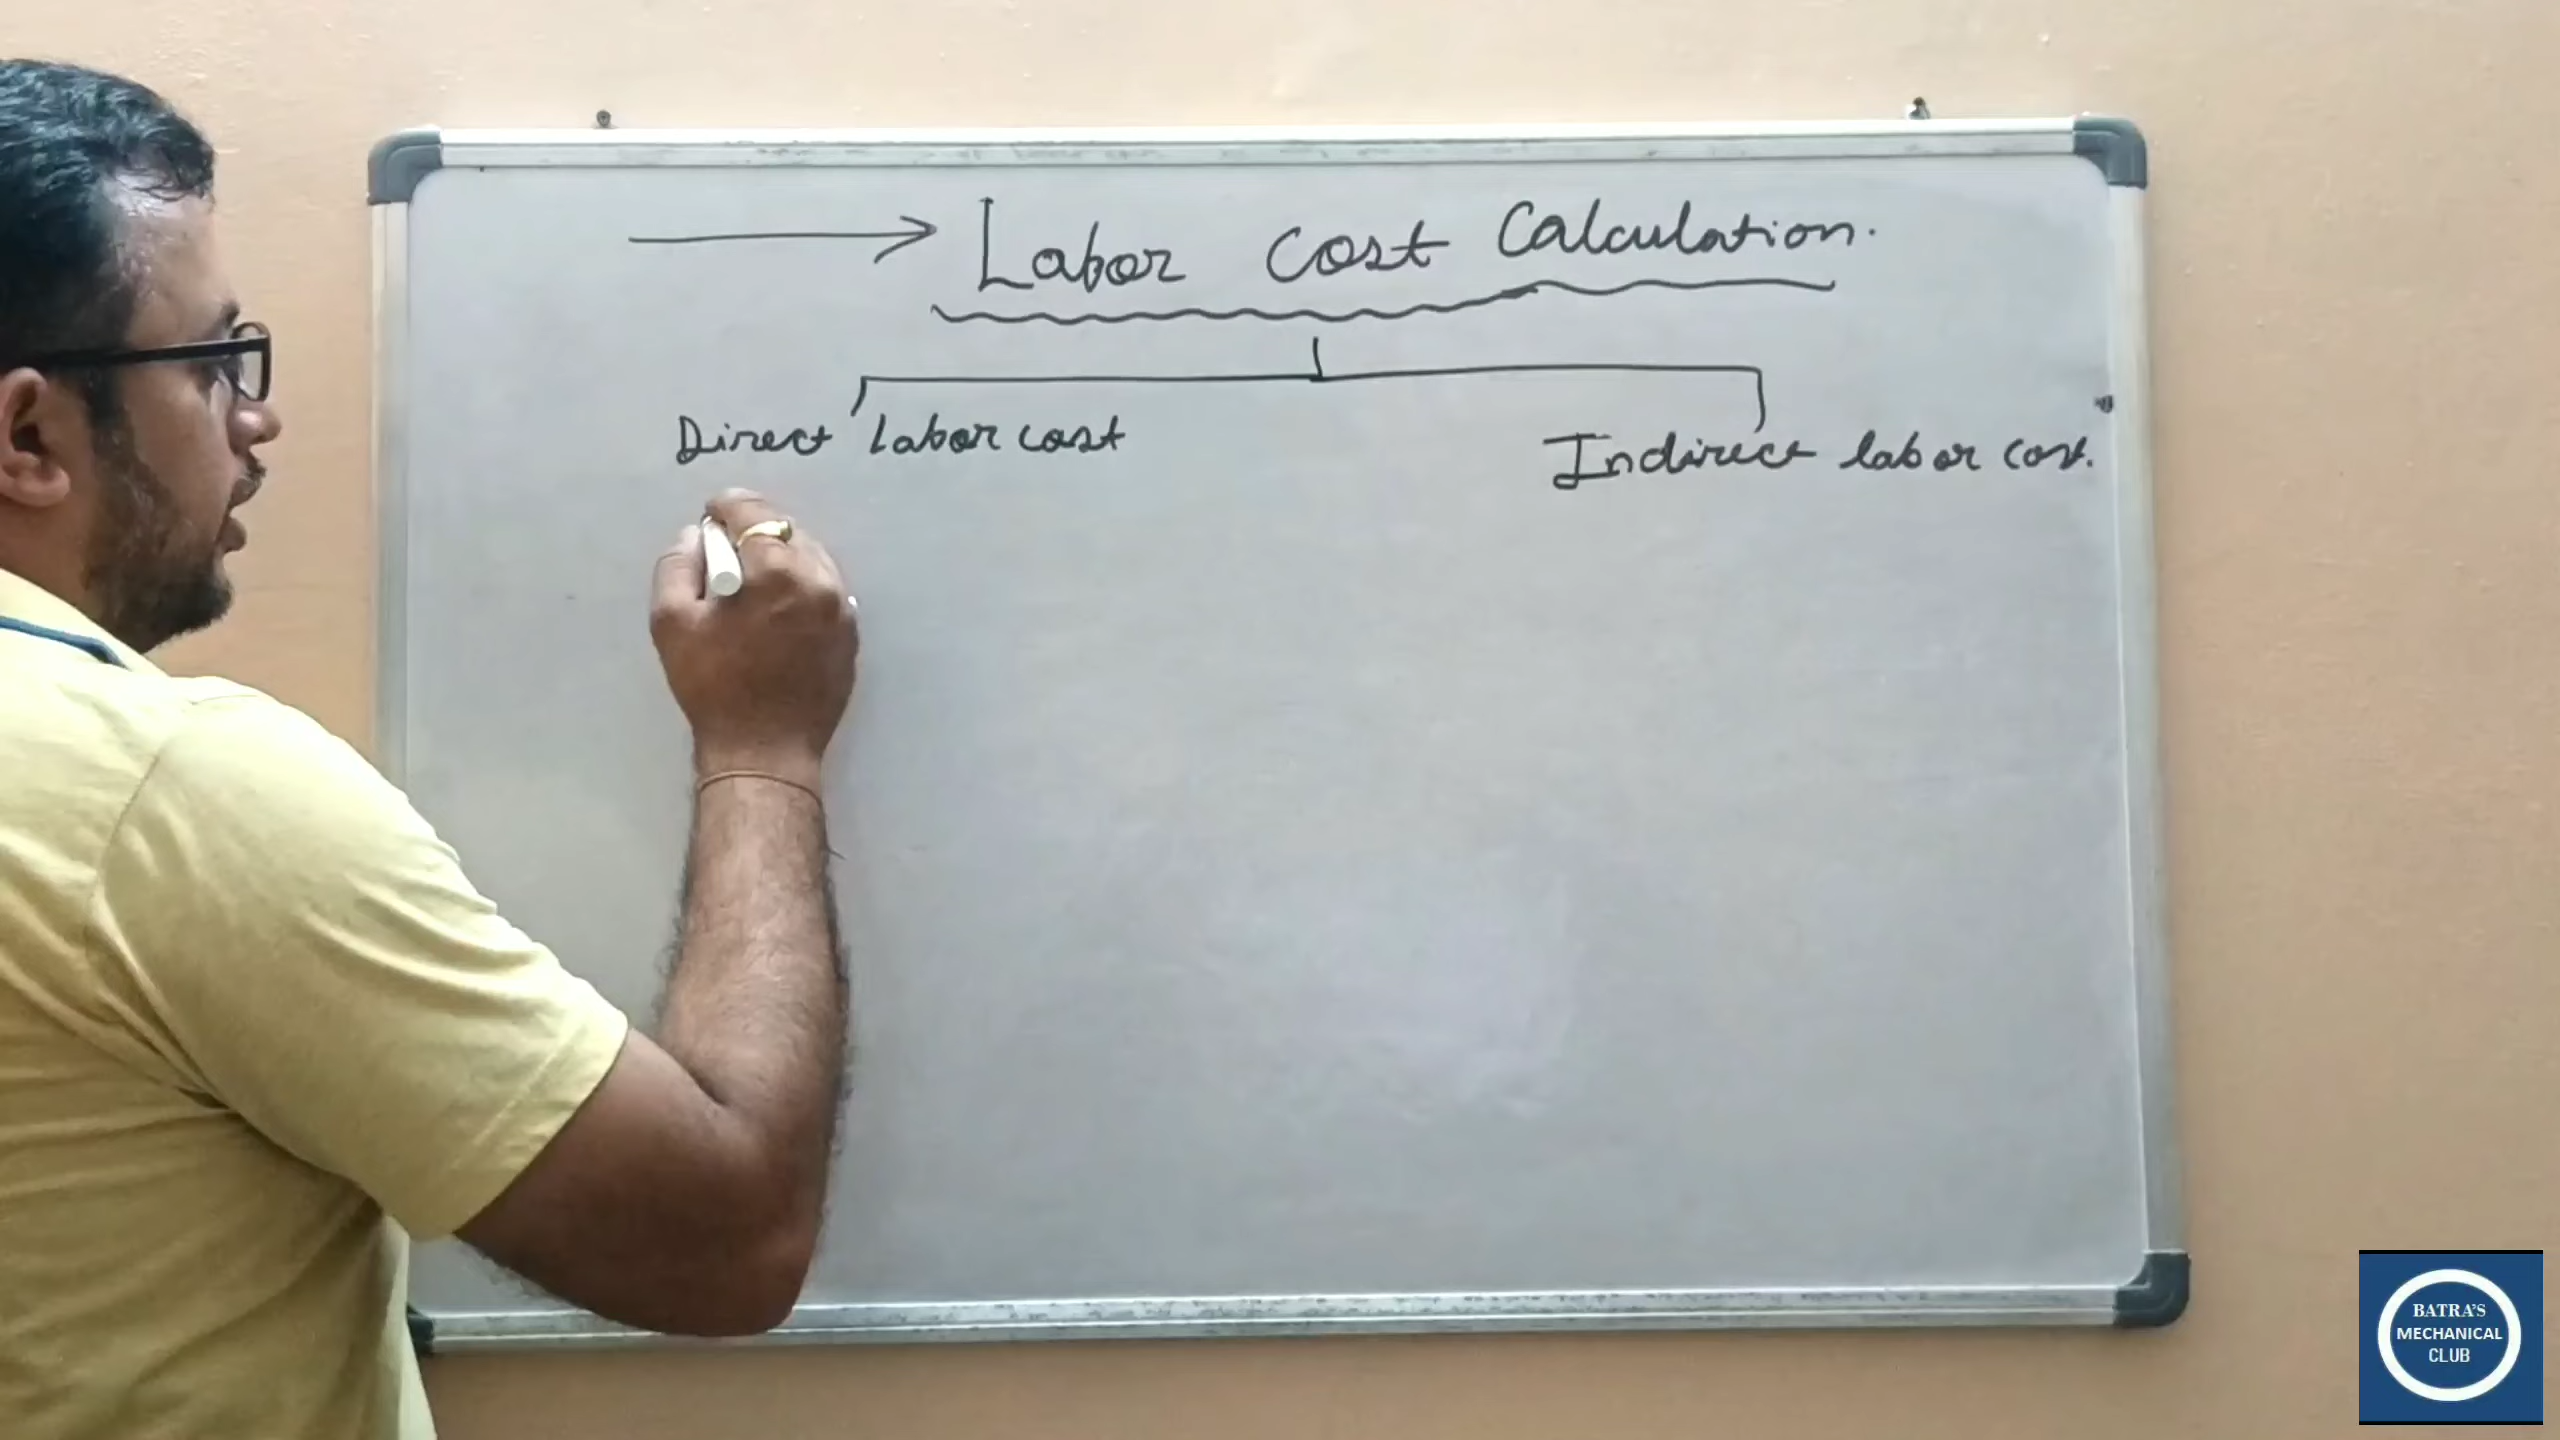 Labor Cost Calculation.
Direct labor cost
Indirect labor cost.
BATRA'S
MECHANICAL
CLUB